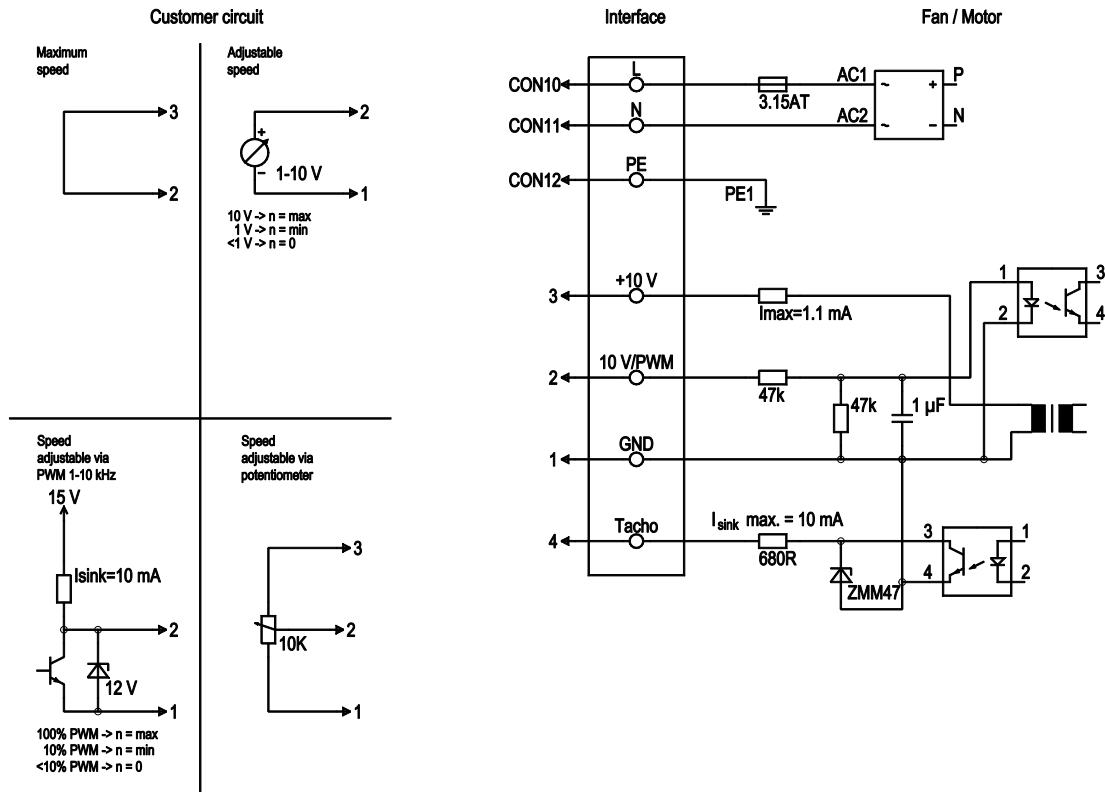 Customer circuit
Interface
Fan / Motor
Maximum
speed
3
2
Adjustable
speed
2
+
1-10 V
–
1
10 V -> n = max
1 V -> n = min
<1 V -> n = 0
Speed
adjustable via
PWM 1-10 kHz
15 V
Isink=10 mA
2
12 V
1
100% PWM -> n = max
10% PWM -> n = min
<10% PWM -> n = 0
Speed
adjustable via
potentiometer
3
2
10K
1
L
CON10
3.15AT
AC1
~ + P
N
CON11
AC2
~ – N
PE
CON12
PE1
+10 V
3
Imax=1.1 mA
1
2
3
4
10 V/PWM
2
47k
47k
1 µF
GND
1
Tacho
4
Isink max. = 10 mA
680R
ZMM47
3
4
1
2